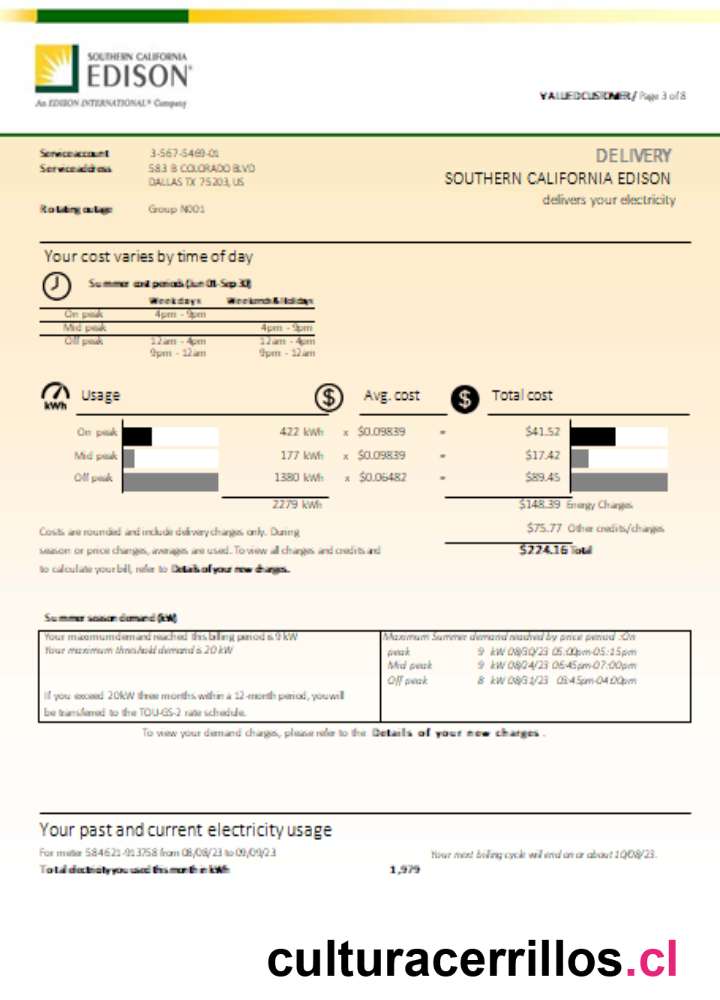 SOUTHERN CALIFORNIA
EDISON®
An EDISON INTERNATIONAL® Company
VALUED CUSTOMER / Page 3 of 8
Service account 3-567-5469-01
Service address 583 B COLORADO BLVD
DALLAS TX 75203, US
Rotating outage Group N001
DELIVERY
SOUTHERN CALIFORNIA EDISON
delivers your electricity
Your cost varies by time of day
Summer cost periods (Jun 01-Sep 30)
Weekdays Weekends & Holidays
On peak 4pm - 9pm
Mid peak 4pm - 9pm
Off peak 12am - 4pm 12am - 4pm
9pm - 12am 9pm - 12am
kWh Usage $ Avg. cost $ Total cost
On peak 422 kWh x $0.09839 = $41.52
Mid peak 177 kWh x $0.09839 = $17.42
Off peak 1380 kWh x $0.06482 = $89.45
2279 kWh $148.39 Energy Charges
$75.77 Other credits/charges
$224.16 Total
Costs are rounded and include delivery charges only. During
season or price changes, averages are used. To view all charges and credits and
to calculate your bill, refer to Details of your new charges.
Summer season demand (kW)
Your maximum demand reached this billing period is 9 kW
Your maximum threshold demand is 20 kW
If you exceed 20kW three months within a 12-month period, you will
be transferred to the TOU-GS-2 rate schedule.
Maximum Summer demand reached by price period :On
peak 9 kW 08/30/23 05:00pm-05:15pm
Mid peak 9 kW 08/24/23 06:45pm-07:00pm
Off peak 8 kW 08/31/23 03:45pm-04:00pm
To view your demand charges, please refer to the Details of your new charges .
Your past and current electricity usage
For meter 584621-913758 from 08/08/23 to 09/09/23
Your next billing cycle will end on or about 10/08/23.
Total electricity you used this month in kWh 1,979
culturacerrillos.cl